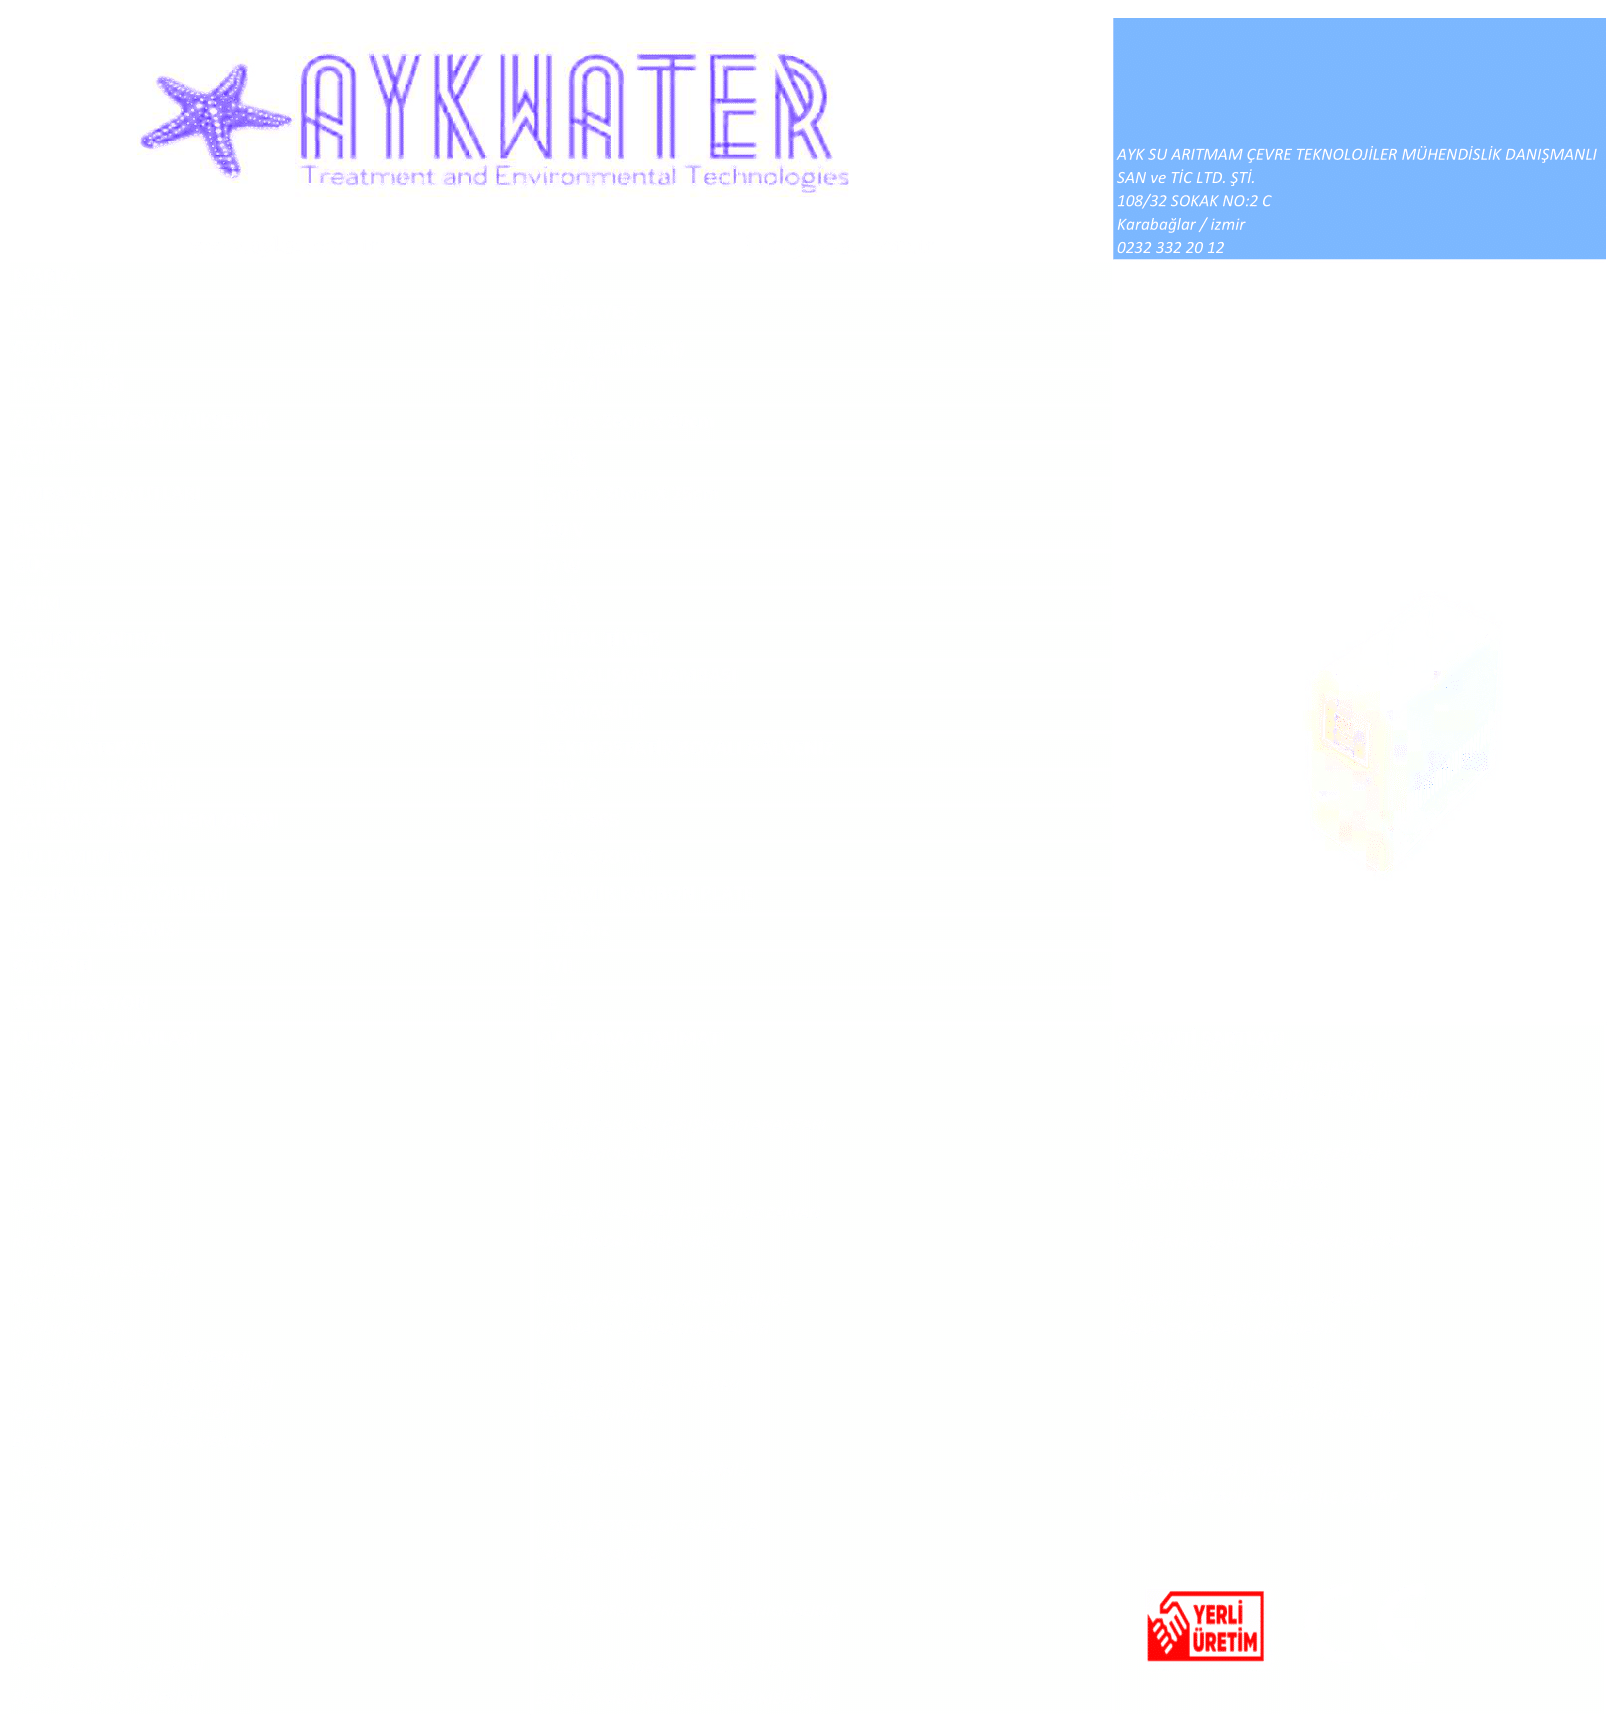 AYKWATER
Treatment and Environmental Technologies
AYK SU ARITMAM ÇEVRE TEKNOLOJİLER MÜHENDİSLİK DANIŞMANLI
SAN ve TİC LTD. ŞTİ.
108/32 SOKAK NO:2 C
Karabağlar / izmir
0232 332 20 12
YERLİ
ÜRETİM